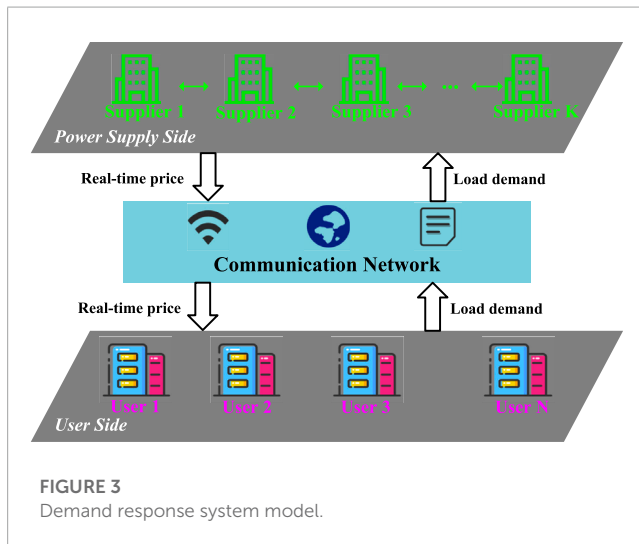 Supplier 1
Supplier 2
Supplier 3
...
Supplier K
Power Supply Side
Real-time price
Load demand
Communication Network
Real-time price
Load demand
User 1
User 2
User 3
User N
User Side
FIGURE 3
Demand response system model.